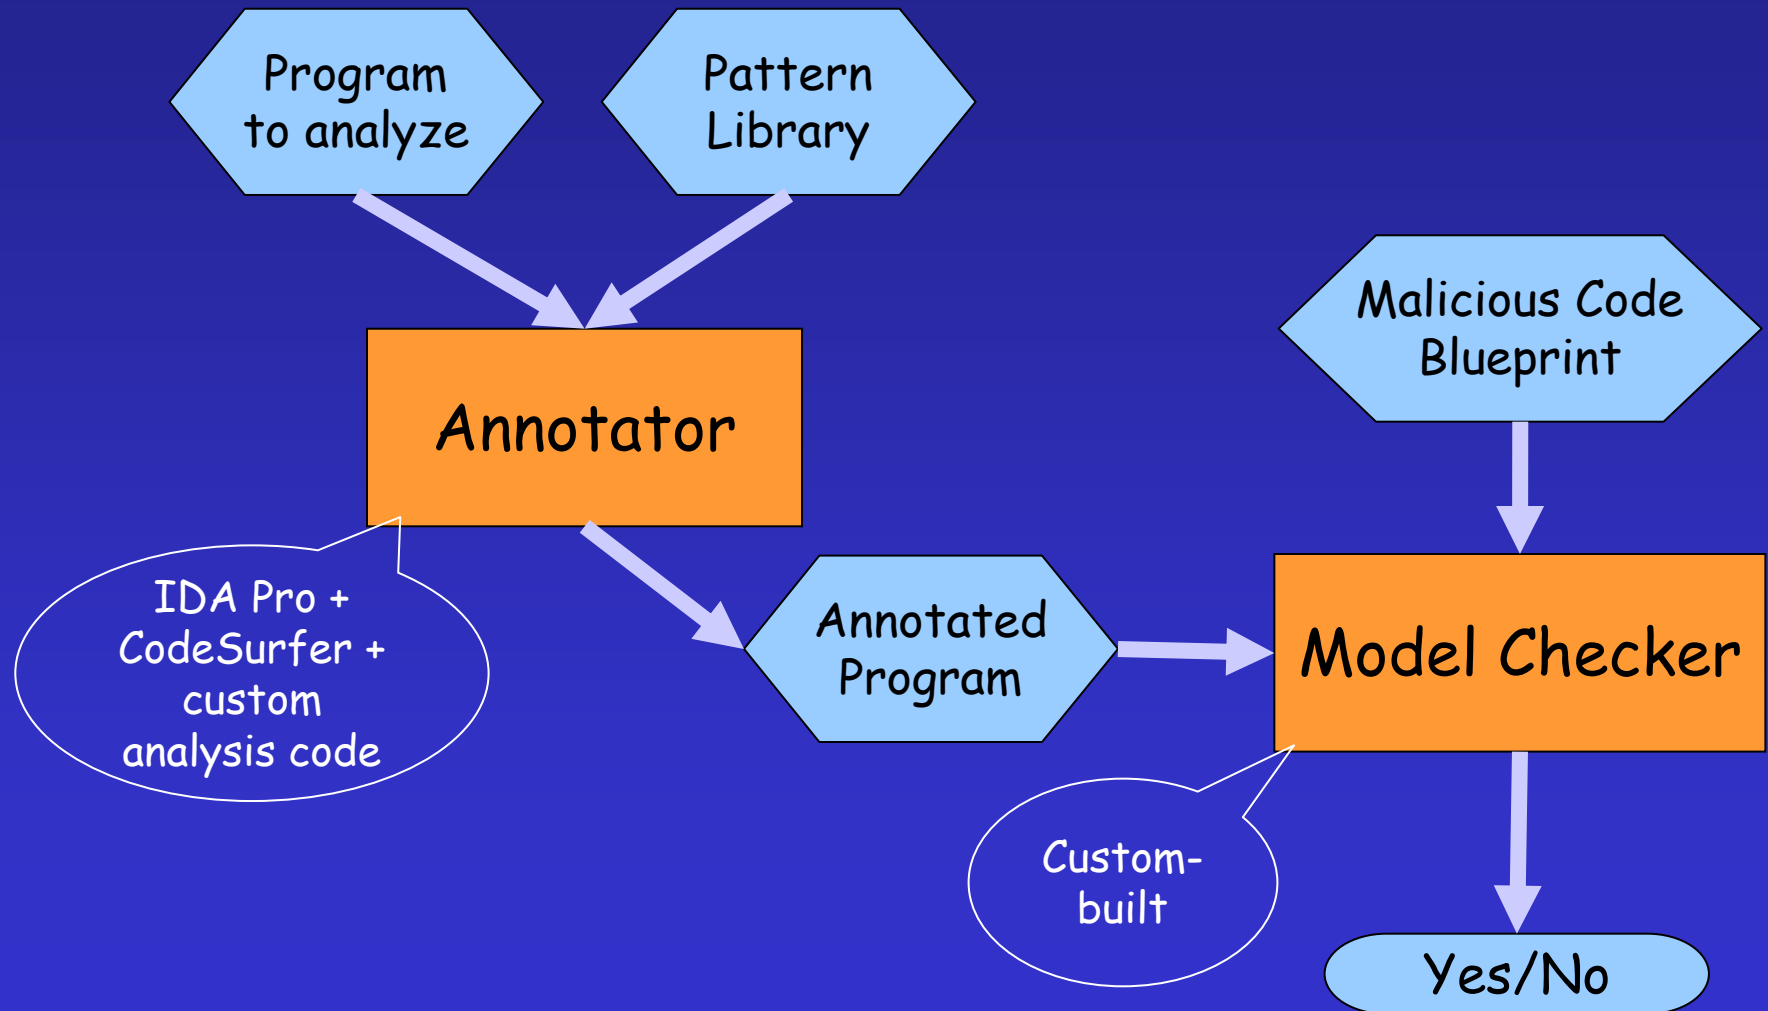 Program
to analyze
Pattern
Library
Malicious Code
Blueprint
Annotator
IDA Pro +
CodeSurfer +
custom
analysis code
Annotated
Program
Model Checker
Custom-
built
Yes/No